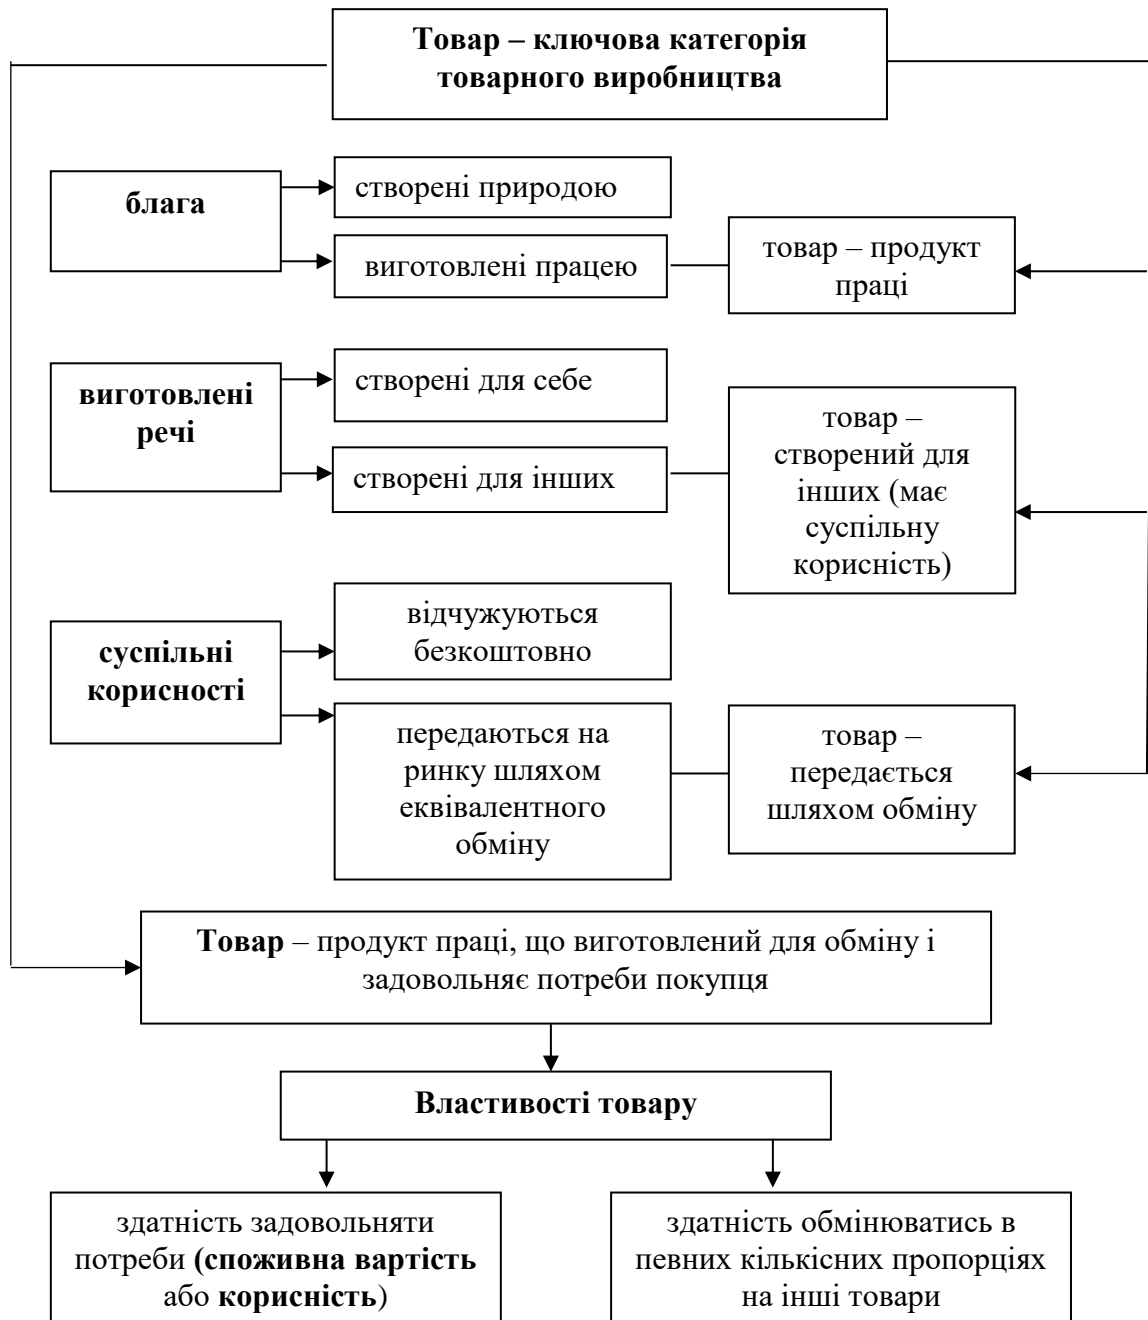 Товар – ключова категорія
товарного виробництва
блага
створені природою
виготовлені працею
товар – продукт
праці
виготовлені
речі
створені для себе
створені для інших
товар –
створений для
інших (має
суспільну
корисність)
суспільні
корисності
відчужуються
безкоштовно
передаються на
ринку шляхом
еквівалентного
обміну
товар –
передається
шляхом обміну
Товар – продукт праці, що виготовлений для обміну і
задовольняє потреби покупця
Властивості товару
здатність задовольняти
потреби (споживна вартість
або корисність)
здатність обмінюватись в
певних кількісних пропорціях
на інші товари